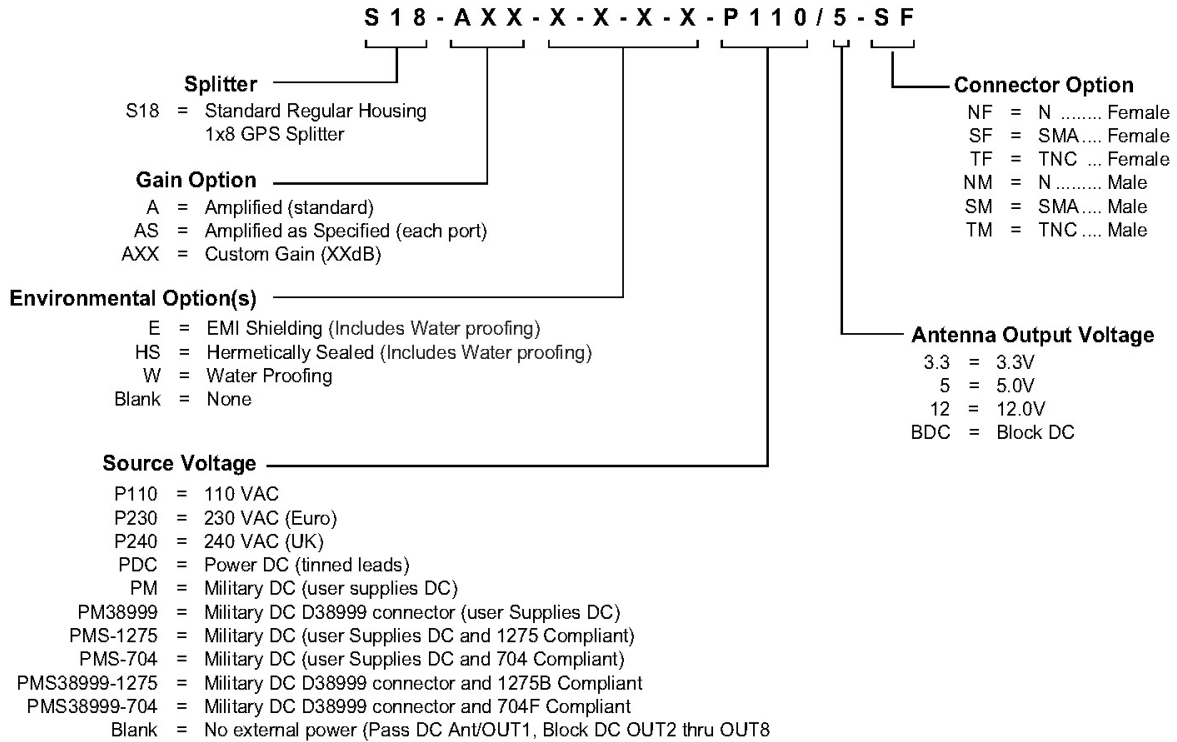 S 1 8 - A X X - X - X - X - X - P 1 1 0 / 5 - S F
Splitter
S18 = Standard Regular Housing
1x8 GPS Splitter
Gain Option
A = Amplified (standard)
AS = Amplified as Specified (each port)
AXX = Custom Gain (XXdB)
Environmental Option(s)
E = EMI Shielding (Includes Water proofing)
HS = Hermetically Sealed (Includes Water proofing)
W = Water Proofing
Blank = None
Source Voltage
P110 = 110 VAC
P230 = 230 VAC (Euro)
P240 = 240 VAC (UK)
PDC = Power DC (tinned leads)
PM = Military DC (user supplies DC)
PM38999 = Military DC D38999 connector (user Supplies DC)
PMS-1275 = Military DC (user Supplies DC and 1275 Compliant)
PMS-704 = Military DC (user Supplies DC and 704 Compliant)
PMS38999-1275 = Military DC D38999 connector and 1275B Compliant
PMS38999-704 = Military DC D38999 connector and 704F Compliant
Blank = No external power (Pass DC Ant/OUT1, Block DC OUT2 thru OUT8
Connector Option
NF = N ........ Female
SF = SMA .... Female
TF = TNC ... Female
NM = N ......... Male
SM = SMA .... Male
TM = TNC .... Male
Antenna Output Voltage
3.3 = 3.3V
5 = 5.0V
12 = 12.0V
BDC = Block DC